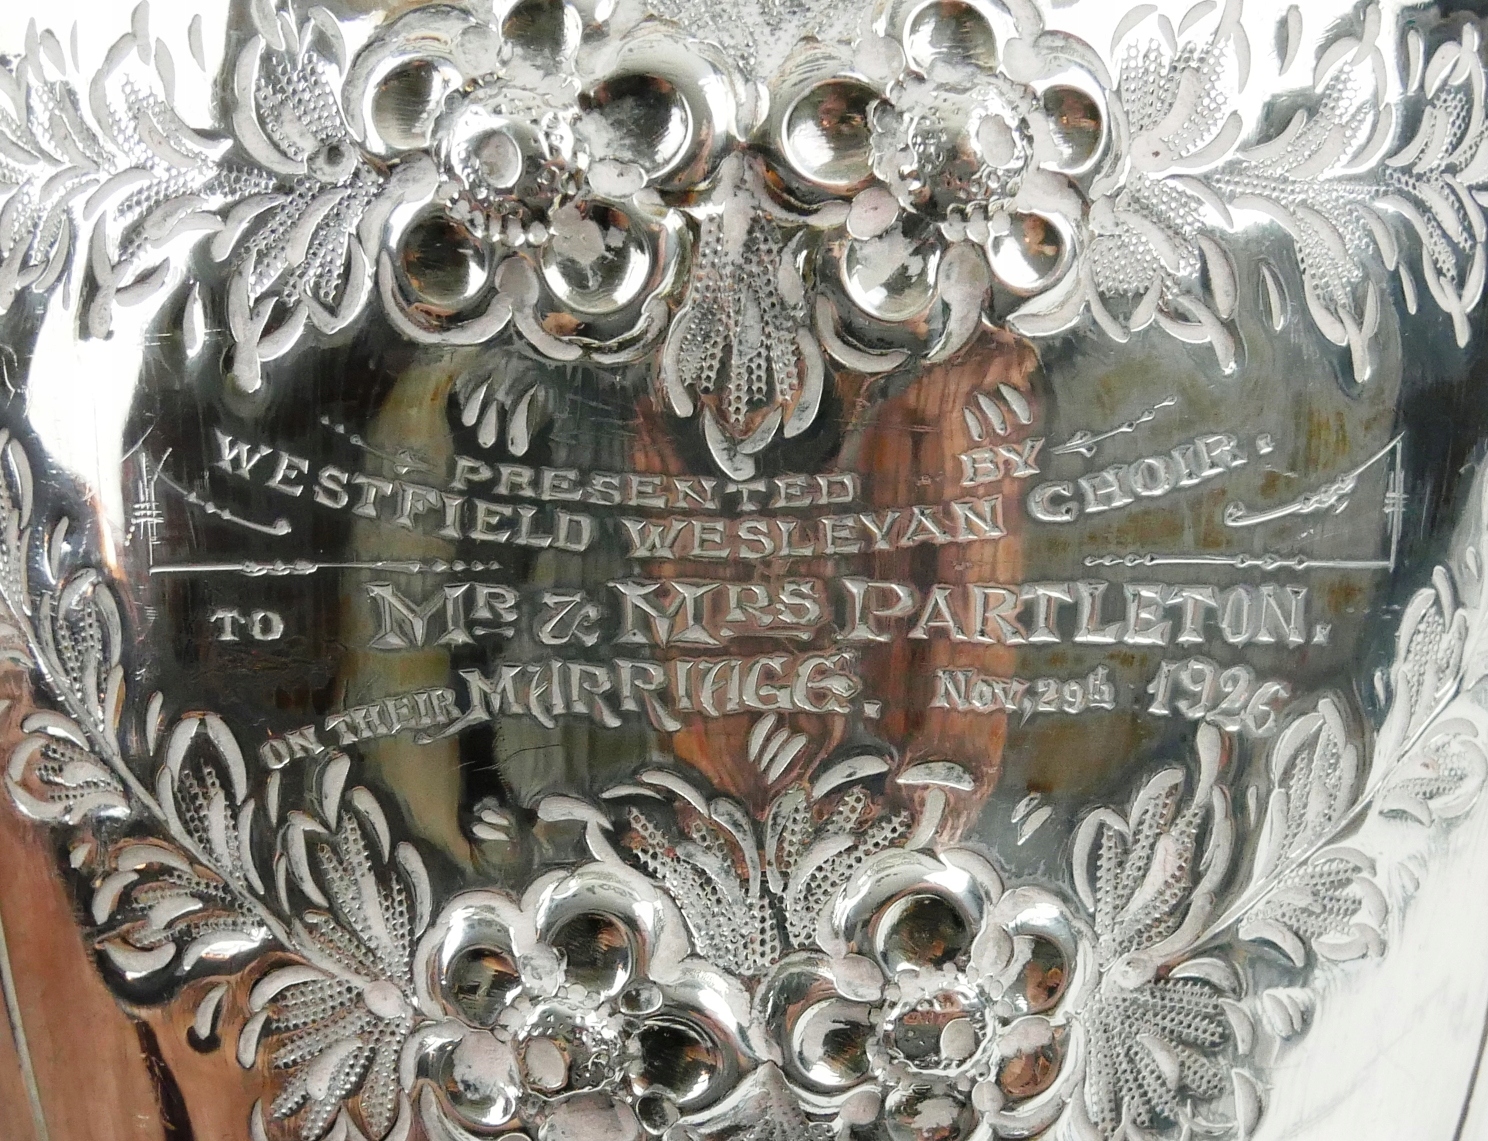 PRESENTED BY
WESTFIELD WESLEYAN CHOIR.
TO MR & MRS PARTLETON.
ON THEIR MARRIAGE. Nov, 29th 1926